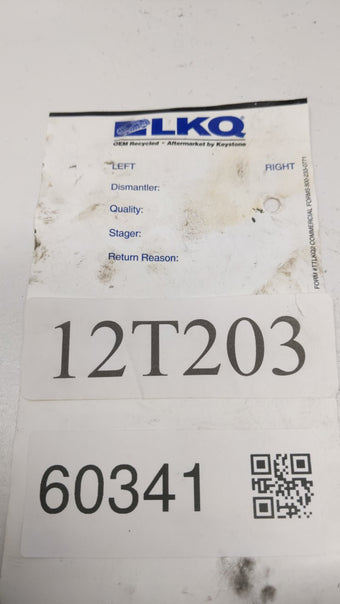 LKQ
OEM Recycled • Aftermarket by Keystone
LEFT RIGHT
Dismantler:
Quality:
Stager:
Return Reason:
12T203
60341